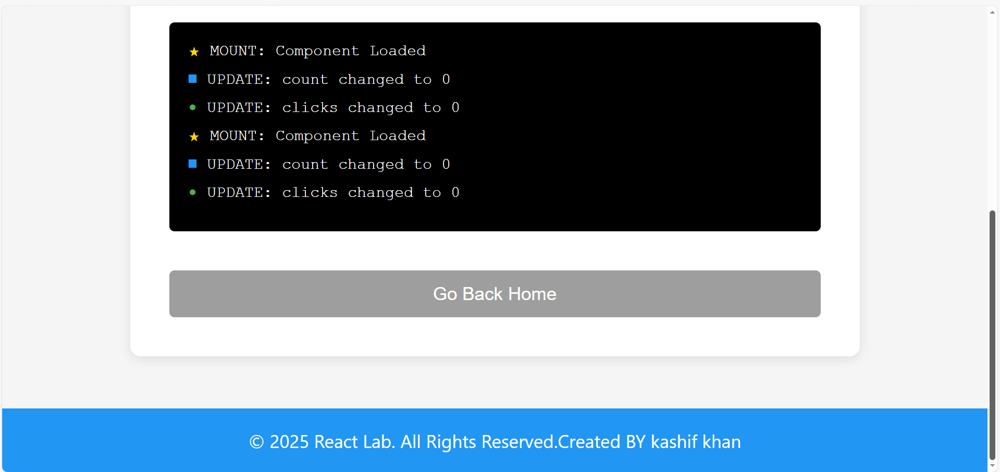 ★ MOUNT: Component Loaded
■ UPDATE: count changed to 0
● UPDATE: clicks changed to 0
★ MOUNT: Component Loaded
■ UPDATE: count changed to 0
● UPDATE: clicks changed to 0
Go Back Home
© 2025 React Lab. All Rights Reserved.Created BY kashif khan